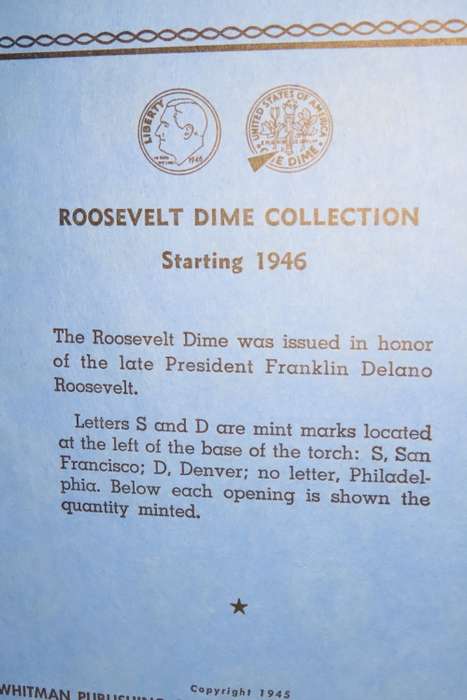 LIBERTY
1946
UNITED STATES OF AMERICA
ONE DIME
ROOSEVELT DIME COLLECTION
Starting 1946
The Roosevelt Dime was issued in honor
of the late President Franklin Delano
Roosevelt.
Letters S and D are mint marks located
at the left of the base of the torch: S, San
Francisco; D, Denver; no letter, Philadel-
phia. Below each opening is shown the
quantity minted.
Copyright 1945
WHITMAN PUBLISHING